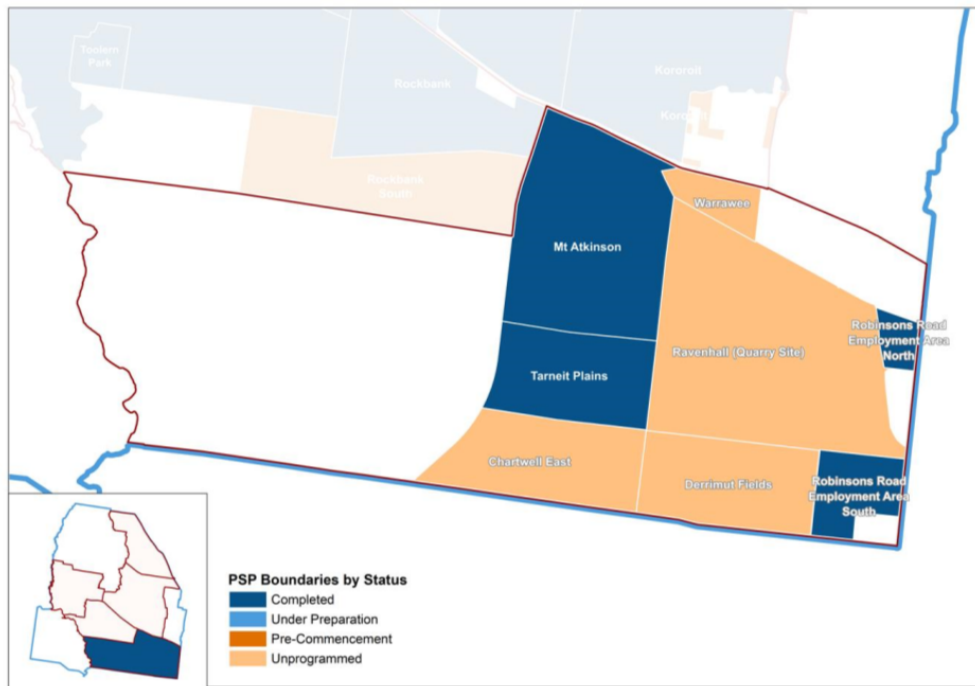 Toolern
Park
Rockbank
Kororoit
Kororoit
Rockbank
South
Warrawee
Mt Atkinson
Robinsons Road
Employment Area
North
Ravenhall (Quarry Site)
Tarneit Plains
Chartwell East
Derrimut Fields
Robinsons Road
Employment Area
South
PSP Boundaries by Status
Completed
Under Preparation
Pre-Commencement
Unprogrammed